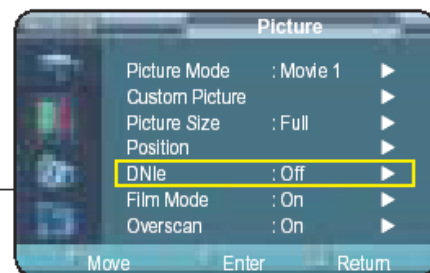 Picture
Picture Mode : Movie 1 ►
Custom Picture ►
Picture Size : Full ►
Position ►
DNIe : Off ►
Film Mode : On ►
Overscan : On ►
Move Enter Return